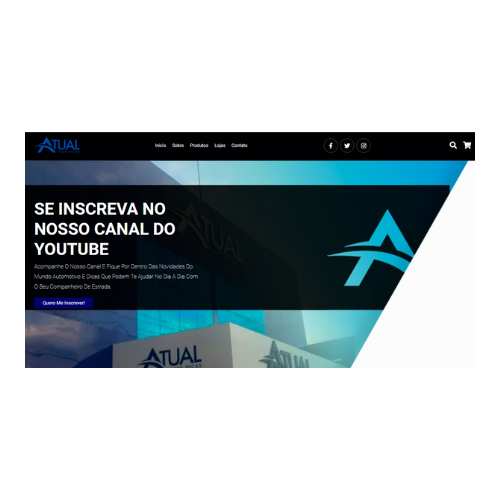 ATUAL
Início Sobre Produtos Lojas Contato
SE INSCREVA NO
NOSSO CANAL DO
YOUTUBE
Acompanhe O Nosso Canal E Fique Por Dentro Das Novidades Do
Mundo Automotivo E Dicas Que Podem Te Ajudar No Dia A Dia Com
O Seu Companheiro De Estrada.
Quero Me Inscrever!
ATUAL
ATUAL
ATUAL